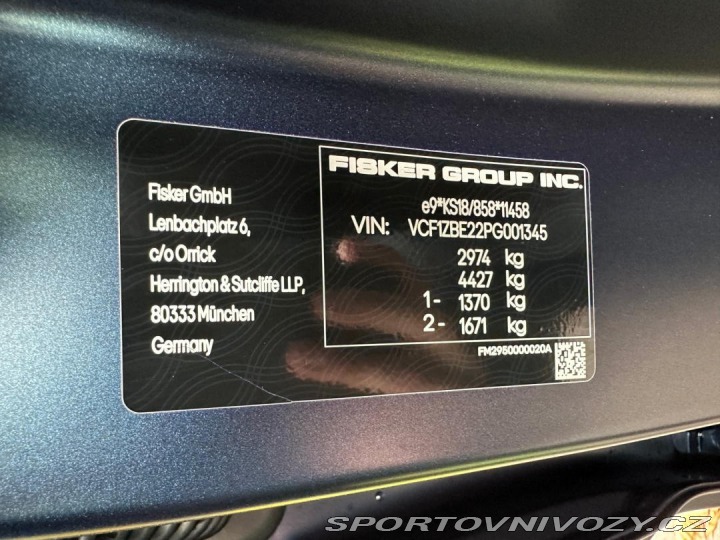 Fisker GmbH
Lenbachplatz 6,
c/o Orrick
Herrington & Sutcliffe LLP,
80333 München
Germany
FISKER GROUP INC.
e9*KS18/858*11458
VIN: VCF1ZBE22PG001345
2974 kg
4427 kg
1- 1370 kg
2- 1671 kg
FM2950000020A
SPORTOVNIVOZY.CZ